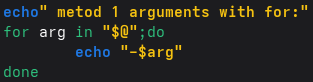 echo" metod 1 arguments with for:"
for arg in "$@";do
        echo "-$arg"
done